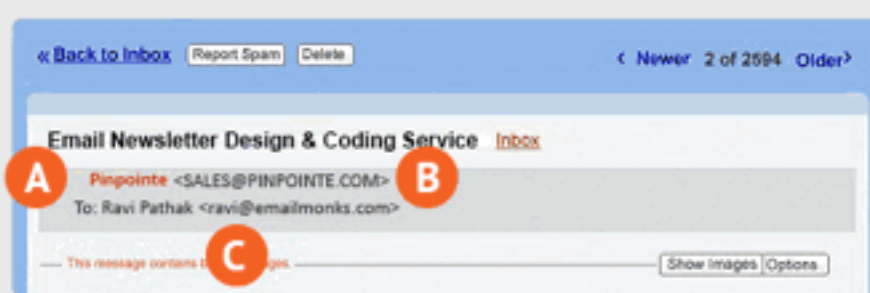 « Back to Inbox Report Spam Delete ‹ Newer 2 of 2594 Older ›
Email Newsletter Design & Coding Service Inbox
A Pinpointe <SALES@PINPOINTE.COM> B
To: Ravi Pathak <ravi@emailmonks.com>
This message contains C Show Images Options